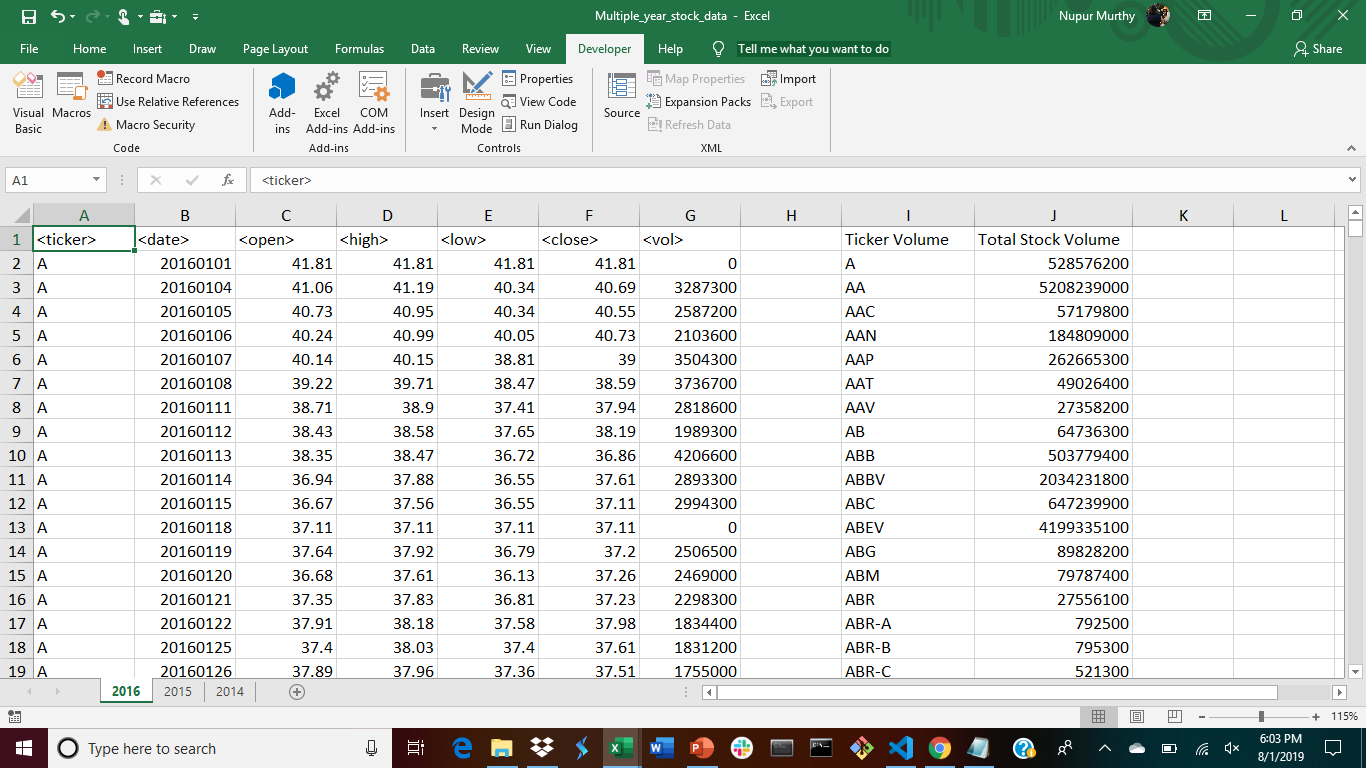 Multiple_year_stock_data - Excel
Nupur Murthy
File Home Insert Draw Page Layout Formulas Data Review View Developer Help Tell me what you want to do Share
Visual Basic
Macros
Record Macro
Use Relative References
Macro Security
Code
Add-ins
Excel Add-ins
COM Add-ins
Add-ins
Insert
Design Mode
Properties
View Code
Run Dialog
Controls
Source
Map Properties
Expansion Packs
Refresh Data
Import
Export
XML
A1 fx <ticker>
A B C D E F G H I J K L
1 <ticker> <date> <open> <high> <low> <close> <vol> Ticker Volume Total Stock Volume
2 A 20160101 41.81 41.81 41.81 41.81 0 A 528576200
3 A 20160104 41.06 41.19 40.34 40.69 3287300 AA 5208239000
4 A 20160105 40.73 40.95 40.34 40.55 2587200 AAC 57179800
5 A 20160106 40.24 40.99 40.05 40.73 2103600 AAN 184809000
6 A 20160107 40.14 40.15 38.81 39 3504300 AAP 262665300
7 A 20160108 39.22 39.71 38.47 38.59 3736700 AAT 49026400
8 A 20160111 38.71 38.9 37.41 37.94 2818600 AAV 27358200
9 A 20160112 38.43 38.58 37.65 38.19 1989300 AB 64736300
10 A 20160113 38.35 38.47 36.72 36.86 4206600 ABB 503779400
11 A 20160114 36.94 37.88 36.55 37.61 2893300 ABBV 2034231800
12 A 20160115 36.67 37.56 36.55 37.11 2994300 ABC 647239900
13 A 20160118 37.11 37.11 37.11 37.11 0 ABEV 4199335100
14 A 20160119 37.64 37.92 36.79 37.2 2506500 ABG 89828200
15 A 20160120 36.68 37.61 36.13 37.26 2469000 ABM 79787400
16 A 20160121 37.35 37.83 36.81 37.23 2298300 ABR 27556100
17 A 20160122 37.91 38.18 37.58 37.98 1834400 ABR-A 792500
18 A 20160125 37.4 38.03 37.4 37.61 1831200 ABR-B 795300
19 A 20160126 37.89 37.96 37.36 37.51 1755000 ABR-C 521300
2016 2015 2014
115%
Type here to search
6:03 PM
8/1/2019